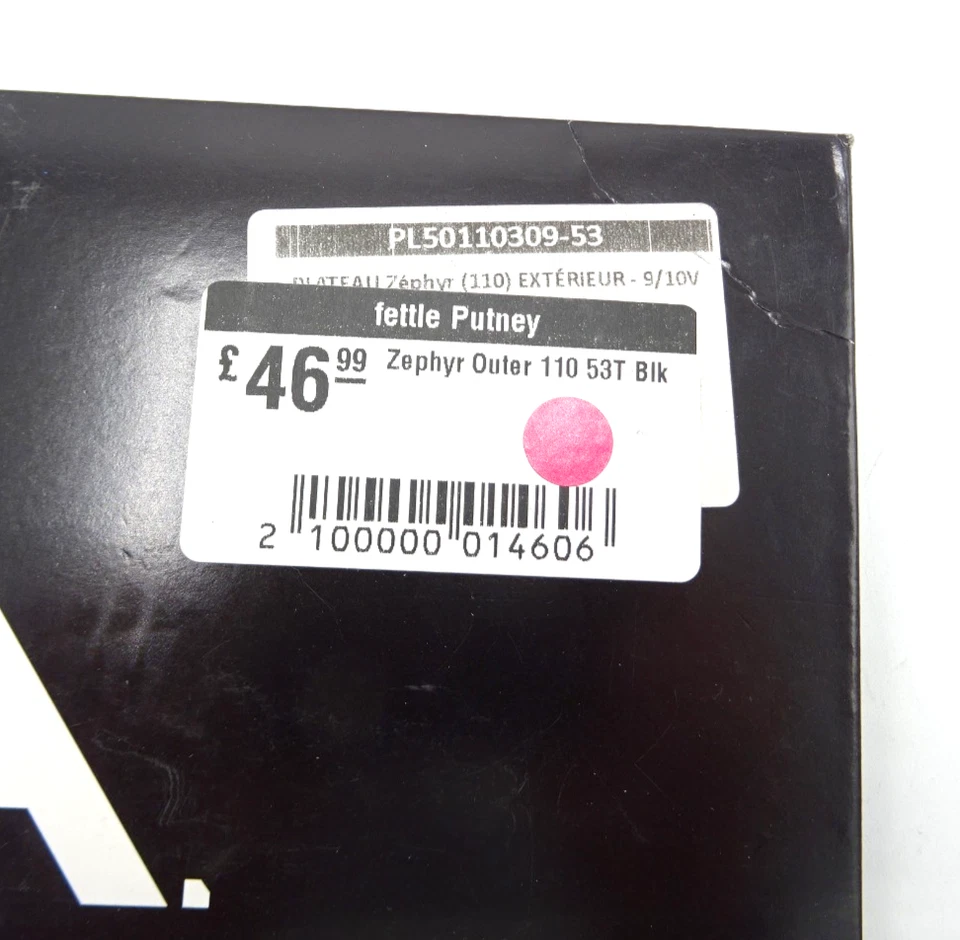 PL50110309-53
PLATEAU Zéphyr (110) EXTÉRIEUR - 9/10V
fettle Putney
£46.99 Zephyr Outer 110 53T Blk
2 100000 014606
A.